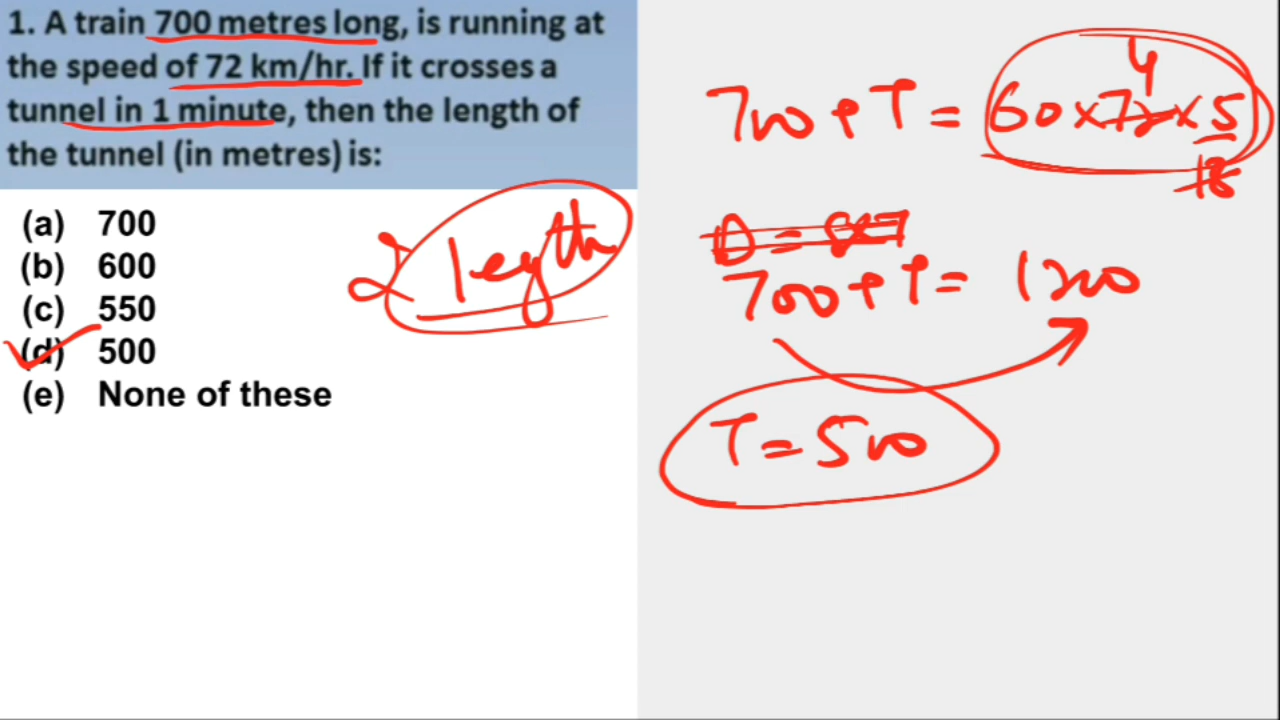 1. A train 700 metres long, is running at
the speed of 72 km/hr. If it crosses a
tunnel in 1 minute, then the length of
the tunnel (in metres) is:
(a) 700
(b) 600
(c) 550
(d) 500
(e) None of these
2 length
700 + T = 60 x 72 x 5
4
18
D = 8x7
700 + T = 1200
T = 500